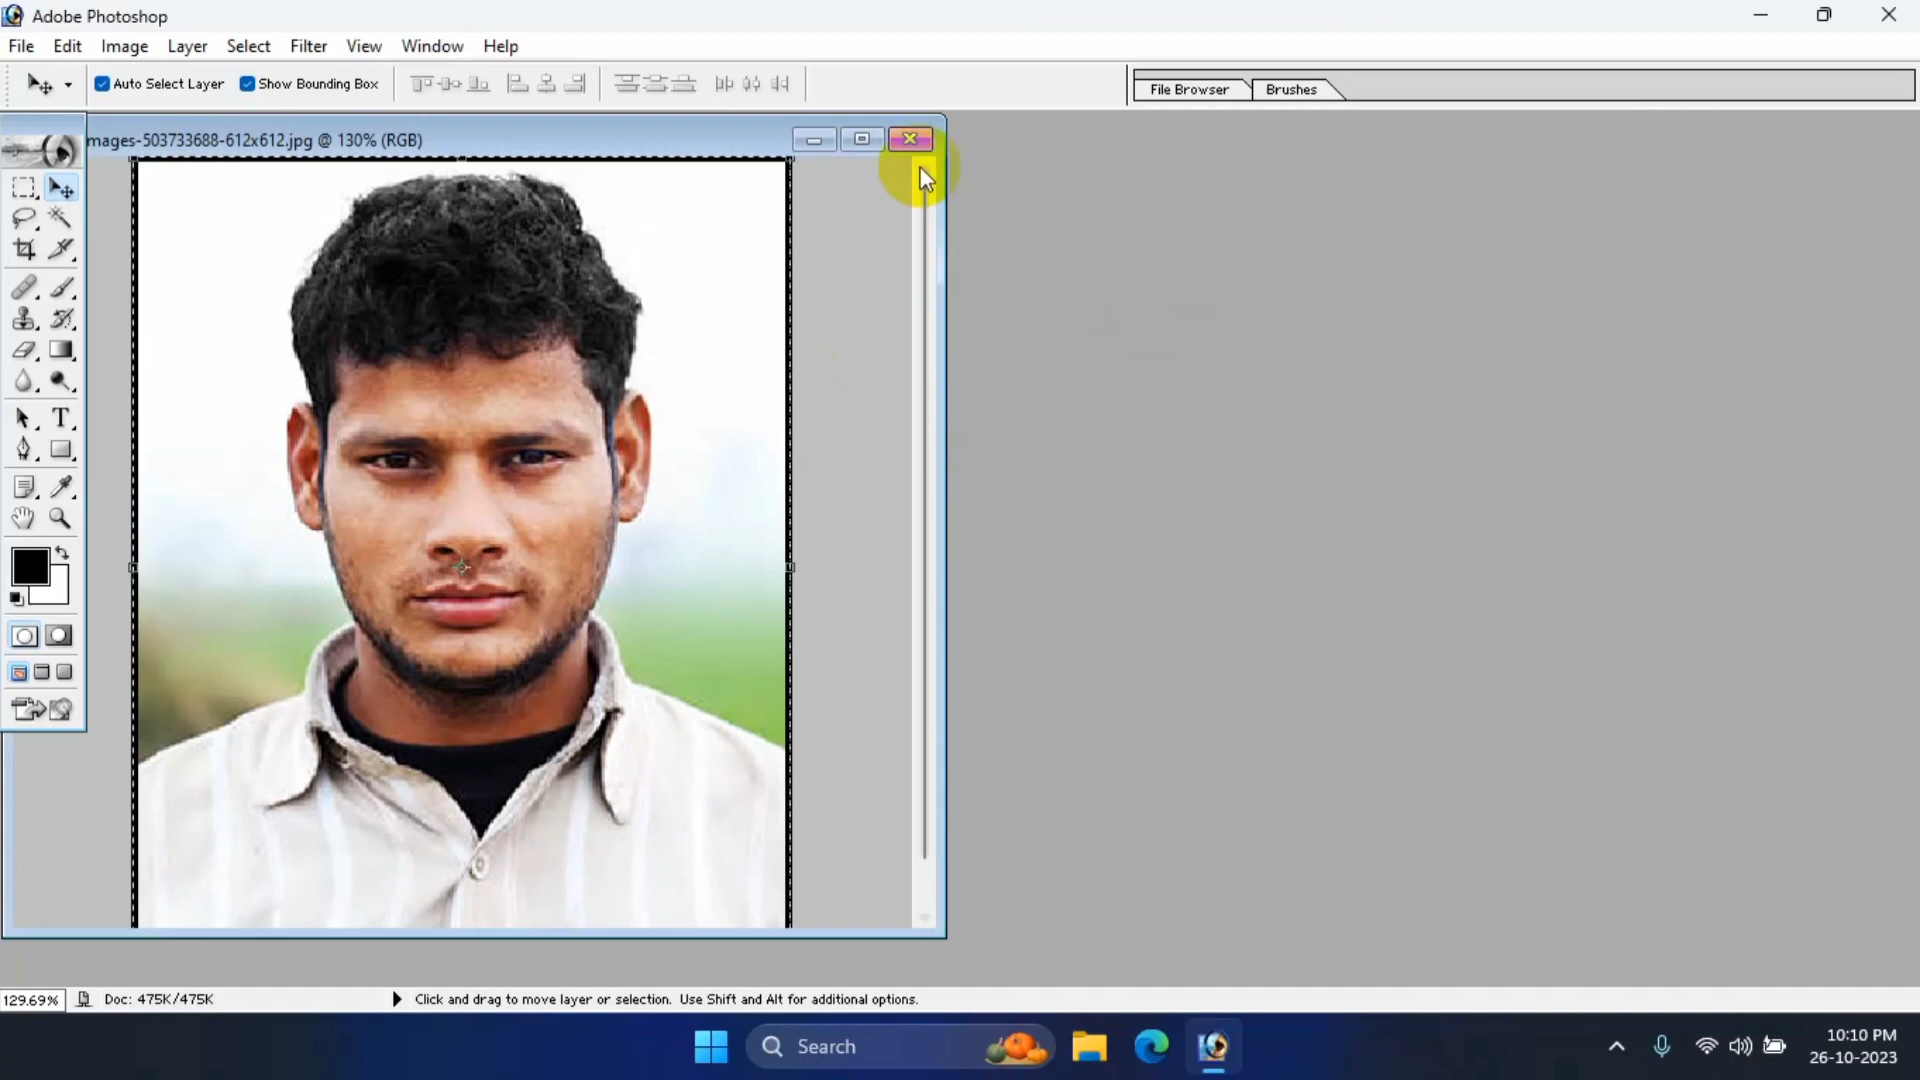 Adobe Photoshop
File Edit Image Layer Select Filter View Window Help
Auto Select Layer Show Bounding Box
File Browser Brushes
mages-503733688-612x612.jpg @ 130% (RGB)
T
129.69% Doc: 475K/475K Click and drag to move layer or selection. Use Shift and Alt for additional options.
Search
10:10 PM
26-10-2023